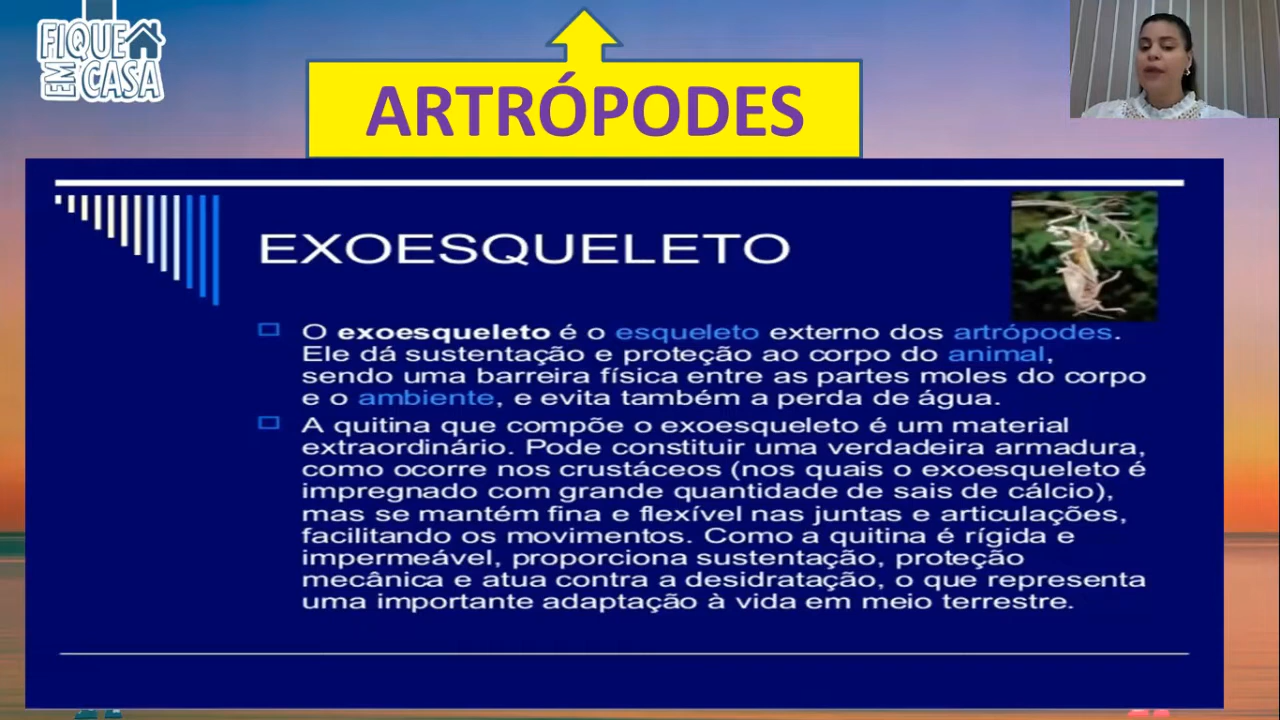 FIQUE
EM CASA
ARTRÓPODES
EXOESQUELETO
O exoesqueleto é o esqueleto externo dos artrópodes.
Ele dá sustentação e proteção ao corpo do animal,
sendo uma barreira física entre as partes moles do corpo
e o ambiente, e evita também a perda de água.
A quitina que compõe o exoesqueleto é um material
extraordinário. Pode constituir uma verdadeira armadura,
como ocorre nos crustáceos (nos quais o exoesqueleto é
impregnado com grande quantidade de sais de cálcio),
mas se mantém fina e flexível nas juntas e articulações,
facilitando os movimentos. Como a quitina é rígida e
impermeável, proporciona sustentação, proteção
mecânica e atua contra a desidratação, o que representa
uma importante adaptação à vida em meio terrestre.